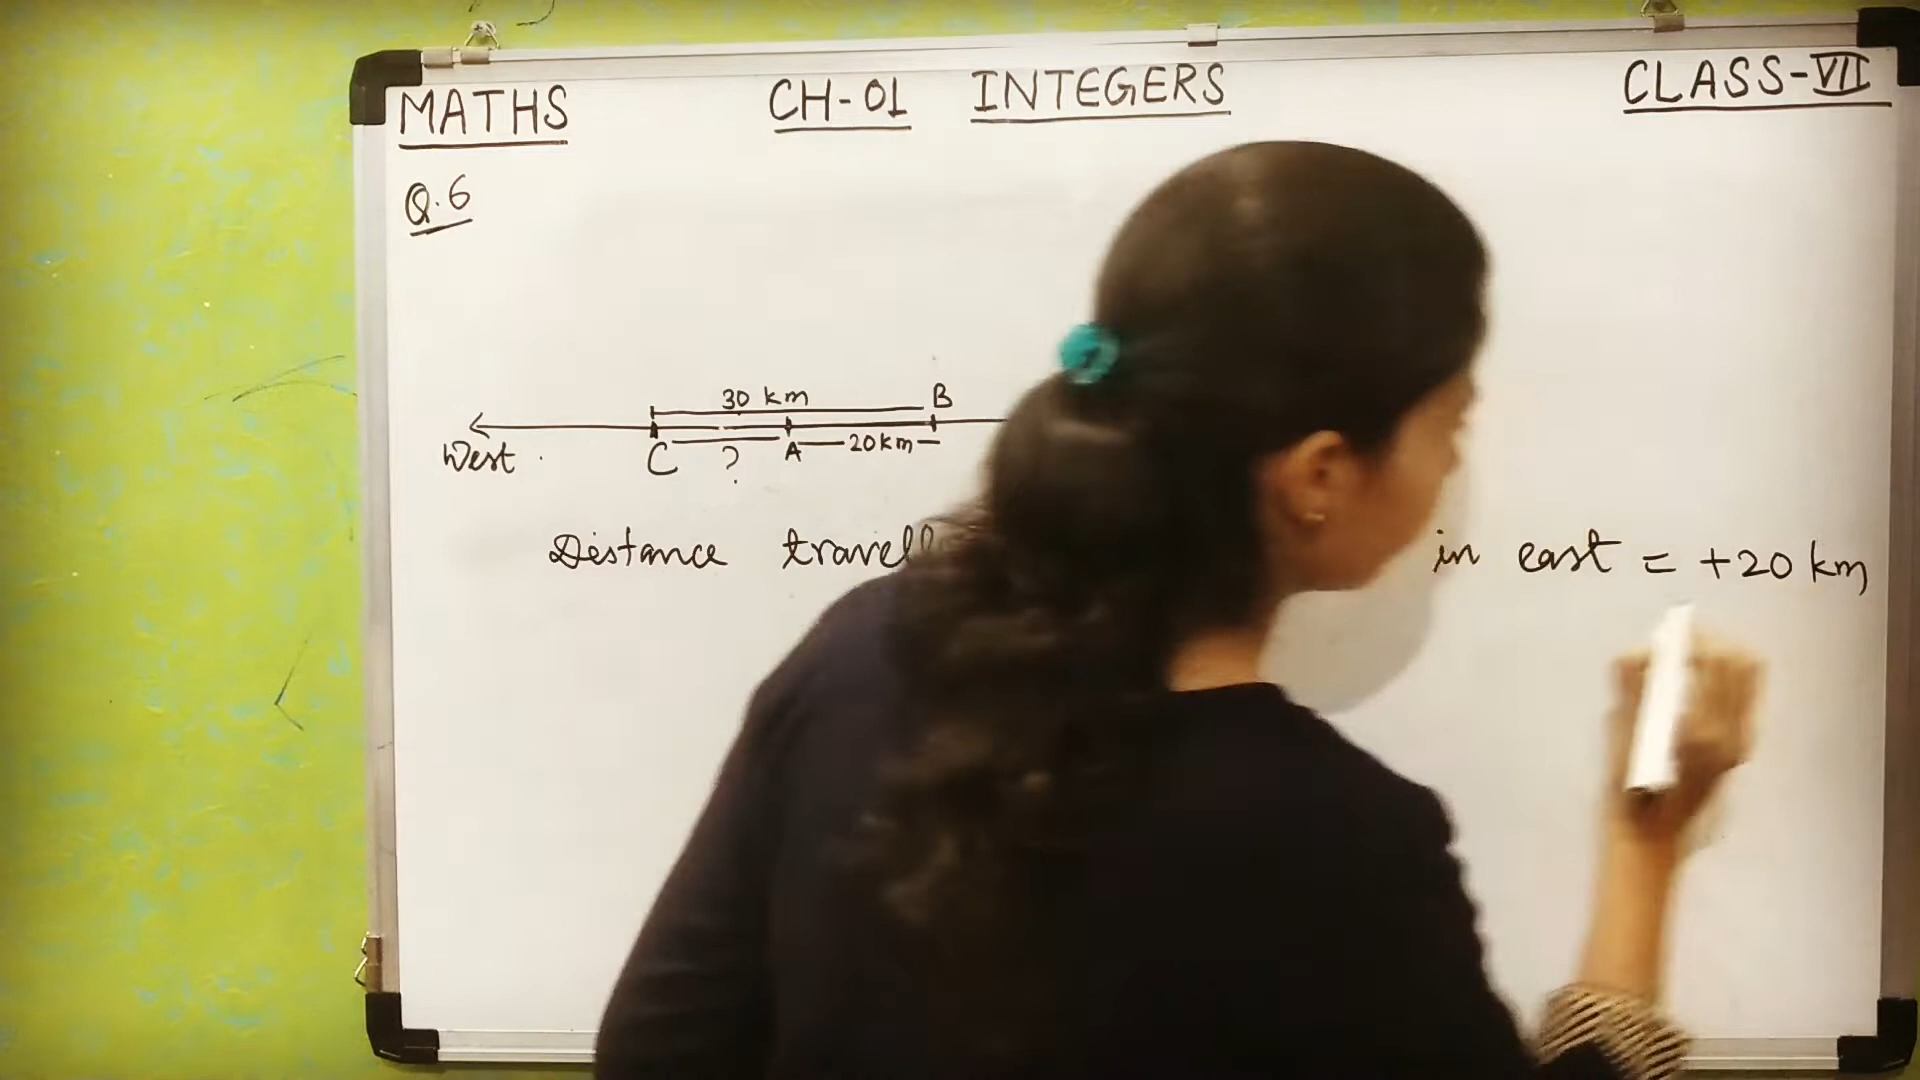 MATHS CH-01 INTEGERS CLASS-VII
Q.6
30 km B
West C ? A 20km
Distance in east = +20 km